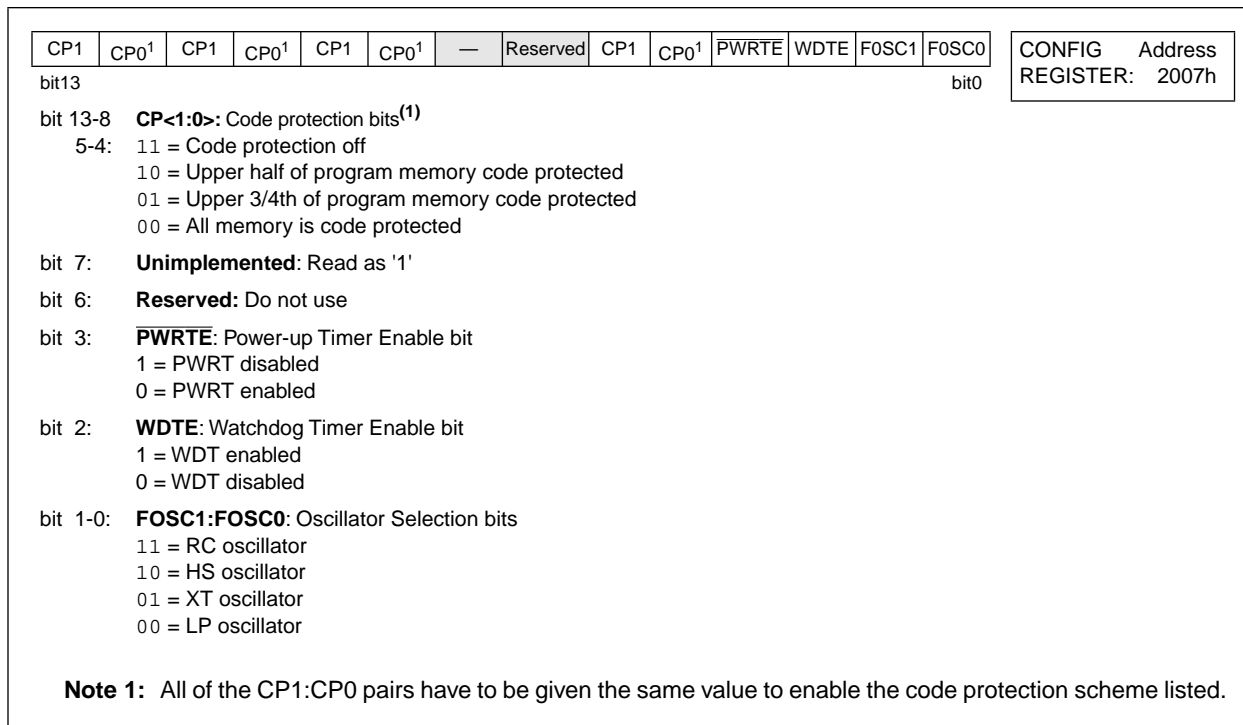 CP1 CP0¹ CP1 CP0¹ CP1 CP0¹ — Reserved CP1 CP0¹ PWRTE WDTE F0SC1 F0SC0
bit13 bit0
CONFIG Address
REGISTER: 2007h
bit 13-8 CP<1:0>: Code protection bits(1)
5-4: 11 = Code protection off
10 = Upper half of program memory code protected
01 = Upper 3/4th of program memory code protected
00 = All memory is code protected
bit 7: Unimplemented: Read as '1'
bit 6: Reserved: Do not use
bit 3: PWRTE: Power-up Timer Enable bit
1 = PWRT disabled
0 = PWRT enabled
bit 2: WDTE: Watchdog Timer Enable bit
1 = WDT enabled
0 = WDT disabled
bit 1-0: FOSC1:FOSC0: Oscillator Selection bits
11 = RC oscillator
10 = HS oscillator
01 = XT oscillator
00 = LP oscillator
Note 1: All of the CP1:CP0 pairs have to be given the same value to enable the code protection scheme listed.